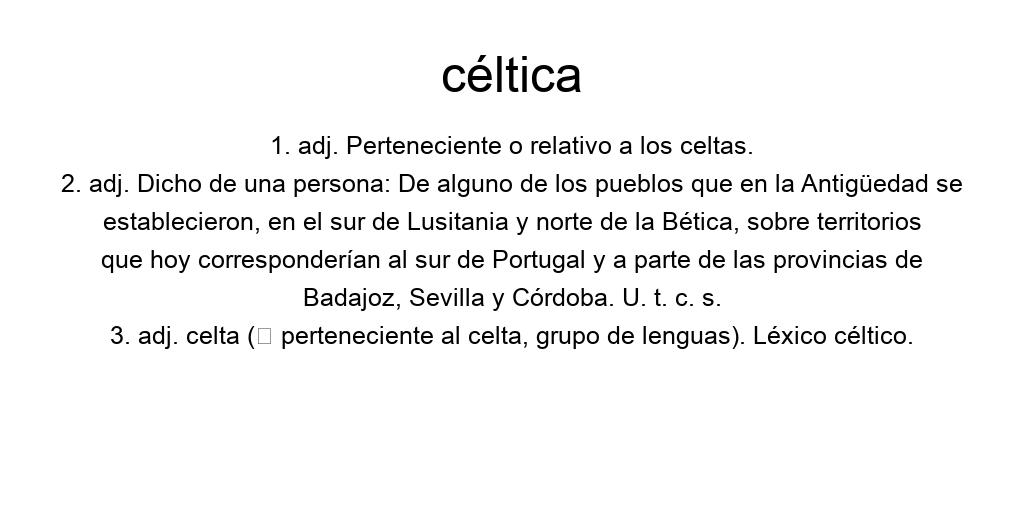 céltica
1. adj. Perteneciente o relativo a los celtas.
2. adj. Dicho de una persona: De alguno de los pueblos que en la Antigüedad se
establecieron, en el sur de Lusitania y norte de la Bética, sobre territorios
que hoy corresponderían al sur de Portugal y a parte de las provincias de
Badajoz, Sevilla y Córdoba. U. t. c. s.
3. adj. celta (□ perteneciente al celta, grupo de lenguas). Léxico céltico.